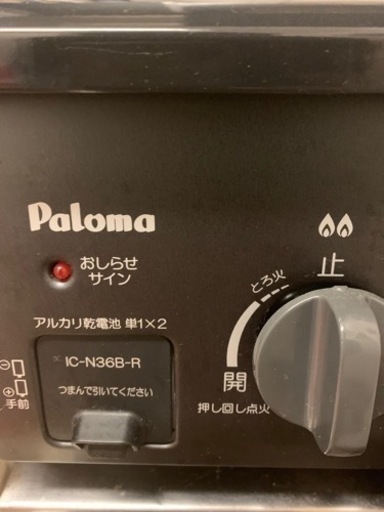 Paloma
おしらせ
サイン
アルカリ乾電池 単1×2
IC-N36B-R
つまんで引いてください
手前
とろ火
止
開
押し回し点火